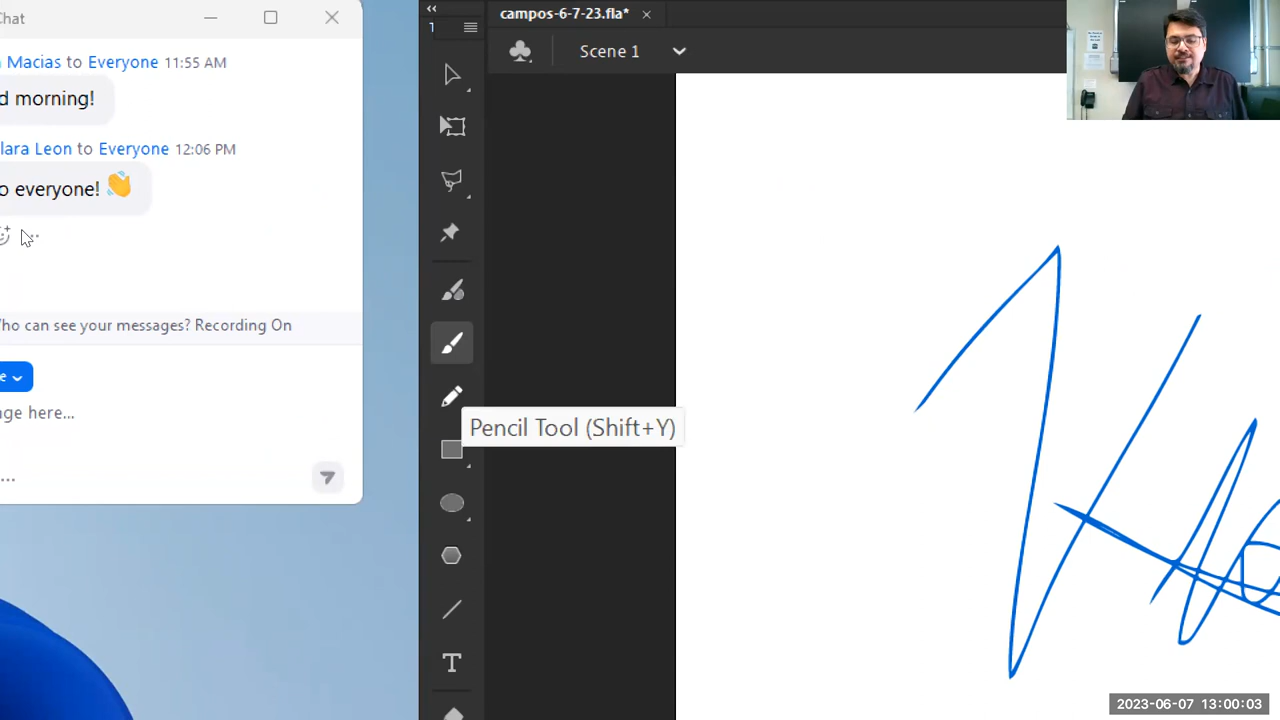 Chat
Macias to Everyone 11:55 AM
d morning!
lara Leon to Everyone 12:06 PM
o everyone! 👋
ho can see your messages? Recording On
e
ge here...
campos-6-7-23.fla*
1
Scene 1
Pencil Tool (Shift+Y)
T
2023-06-07 13:00:03